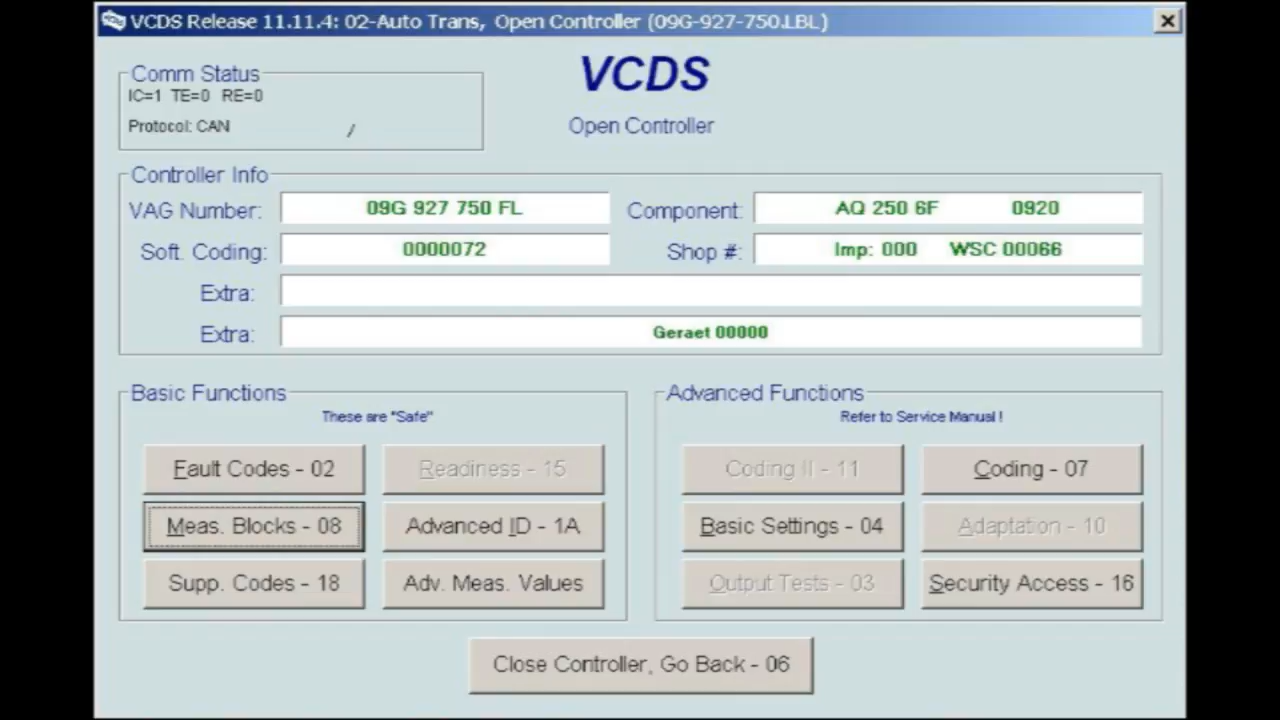 VCDS Release 11.11.4: 02-Auto Trans, Open Controller (09G-927-750.LBL)
VCDS
Open Controller
Comm Status
IC=1 TE=0 RE=0
Protocol: CAN /
Controller Info
VAG Number: 09G 927 750 FL Component: AQ 250 6F 0920
Soft. Coding: 0000072 Shop #: Imp: 000 WSC 00066
Extra:
Extra: Geraet 00000
Basic Functions
These are "Safe"
Fault Codes - 02 Readiness - 15
Meas. Blocks - 08 Advanced ID - 1A
Supp. Codes - 18 Adv. Meas. Values
Advanced Functions
Refer to Service Manual !
Coding II - 11 Coding - 07
Basic Settings - 04 Adaptation - 10
Output Tests - 03 Security Access - 16
Close Controller, Go Back - 06